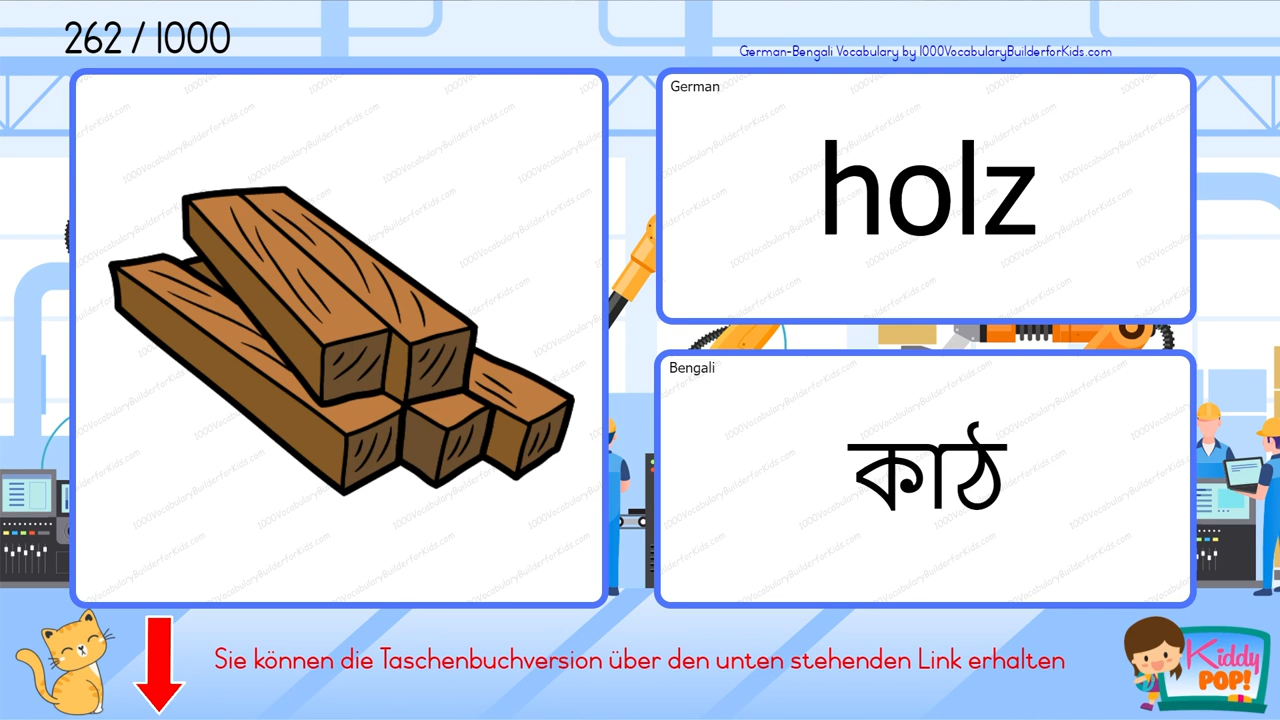 262 / 1000
German-Bengali Vocabulary by 1000VocabularyBuilderforKids.com
German
holz
Bengali
কাঠ
Sie können die Taschenbuchversion über den unten stehenden Link erhalten
Kiddy
POP!